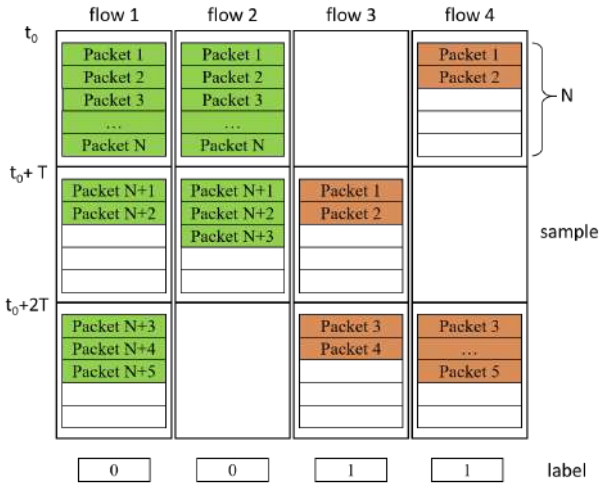 flow 1 flow 2 flow 3 flow 4
t0
Packet 1 Packet 1 Packet 1
Packet 2 Packet 2 Packet 2
Packet 3 Packet 3 N
... ...
Packet N Packet N
t0+ T
Packet N+1 Packet N+1 Packet 1
Packet N+2 Packet N+2 Packet 2
Packet N+3 sample
t0+2T
Packet N+3 Packet 3 Packet 3
Packet N+4 Packet 4 ...
Packet N+5 Packet 5
0 0 1 1 label